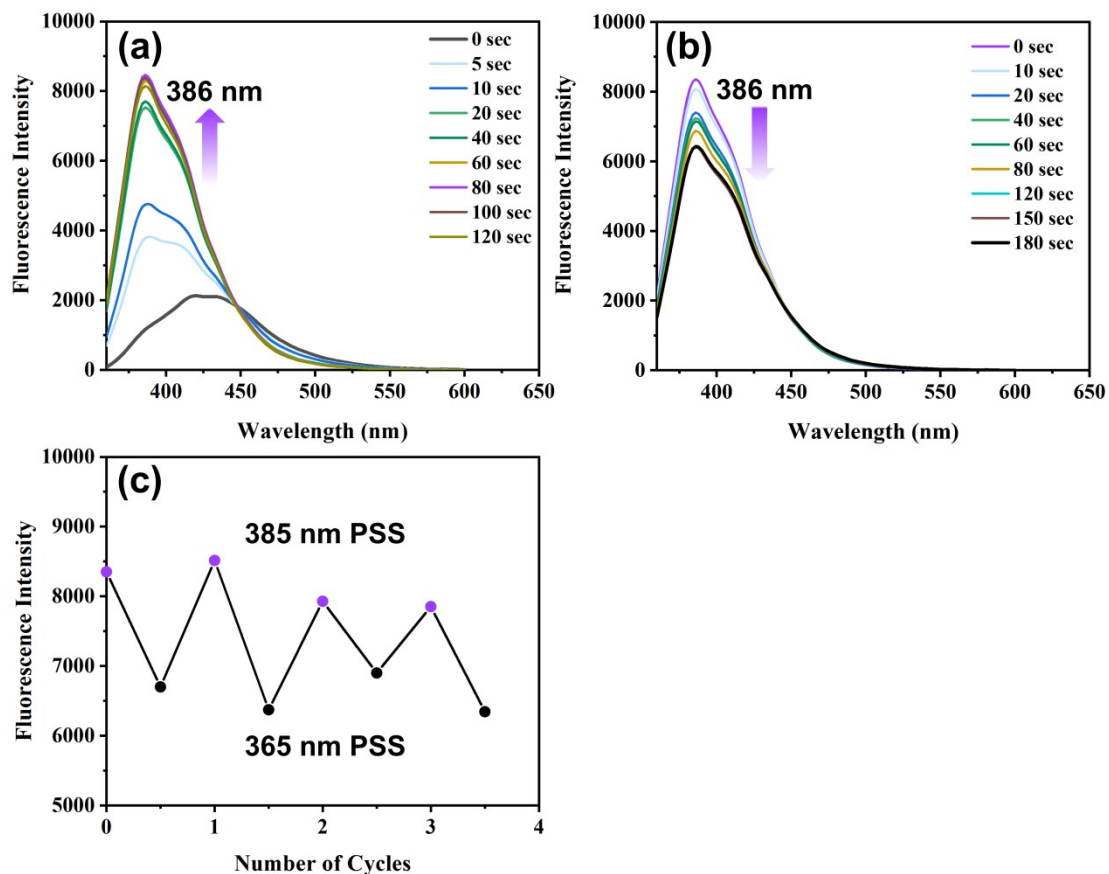 (a)
386 nm
0 sec
5 sec
10 sec
20 sec
40 sec
60 sec
80 sec
100 sec
120 sec
10000
8000
6000
4000
2000
0
Fluorescence Intensity
400
450
500
550
600
650
Wavelength (nm)
(b)
386 nm
0 sec
10 sec
20 sec
40 sec
60 sec
80 sec
120 sec
150 sec
180 sec
10000
8000
6000
4000
2000
0
Fluorescence Intensity
400
450
500
550
600
650
Wavelength (nm)
(c)
385 nm PSS
365 nm PSS
10000
9000
8000
7000
6000
5000
Fluorescence Intensity
0
1
2
3
4
Number of Cycles